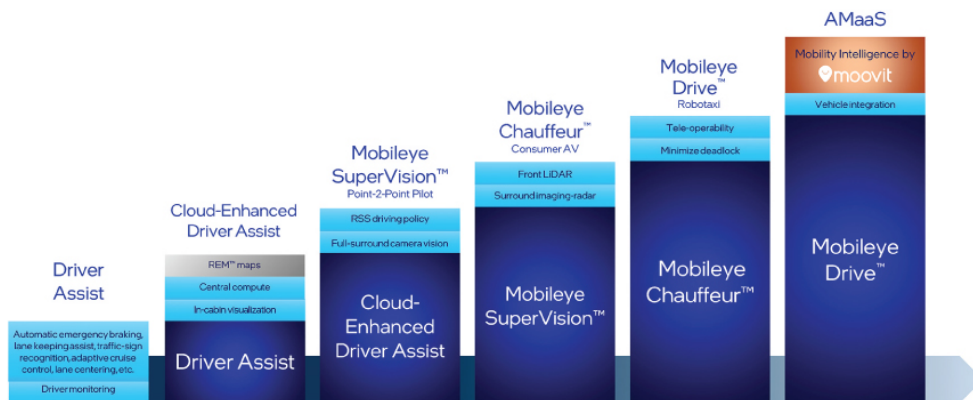 Driver
Assist
Automatic emergency braking,
lane keeping assist, traffic-sign
recognition, adaptive cruise
control, lane centering, etc.
Driver monitoring
Cloud-Enhanced
Driver Assist
REM™ maps
Central compute
In-cabin visualization
Driver Assist
Mobileye
SuperVision™
Point-2-Point Pilot
RSS driving policy
Full-surround camera vision
Cloud-
Enhanced
Driver Assist
Mobileye
Chauffeur™
Consumer AV
Front LiDAR
Surround imaging-radar
Mobileye
SuperVision™
Mobileye
Drive™
Robotaxi
Tele-operability
Minimize deadlock
Mobileye
Chauffeur™
AMaaS
Mobility Intelligence by
moovit
Vehicle integration
Mobileye
Drive™